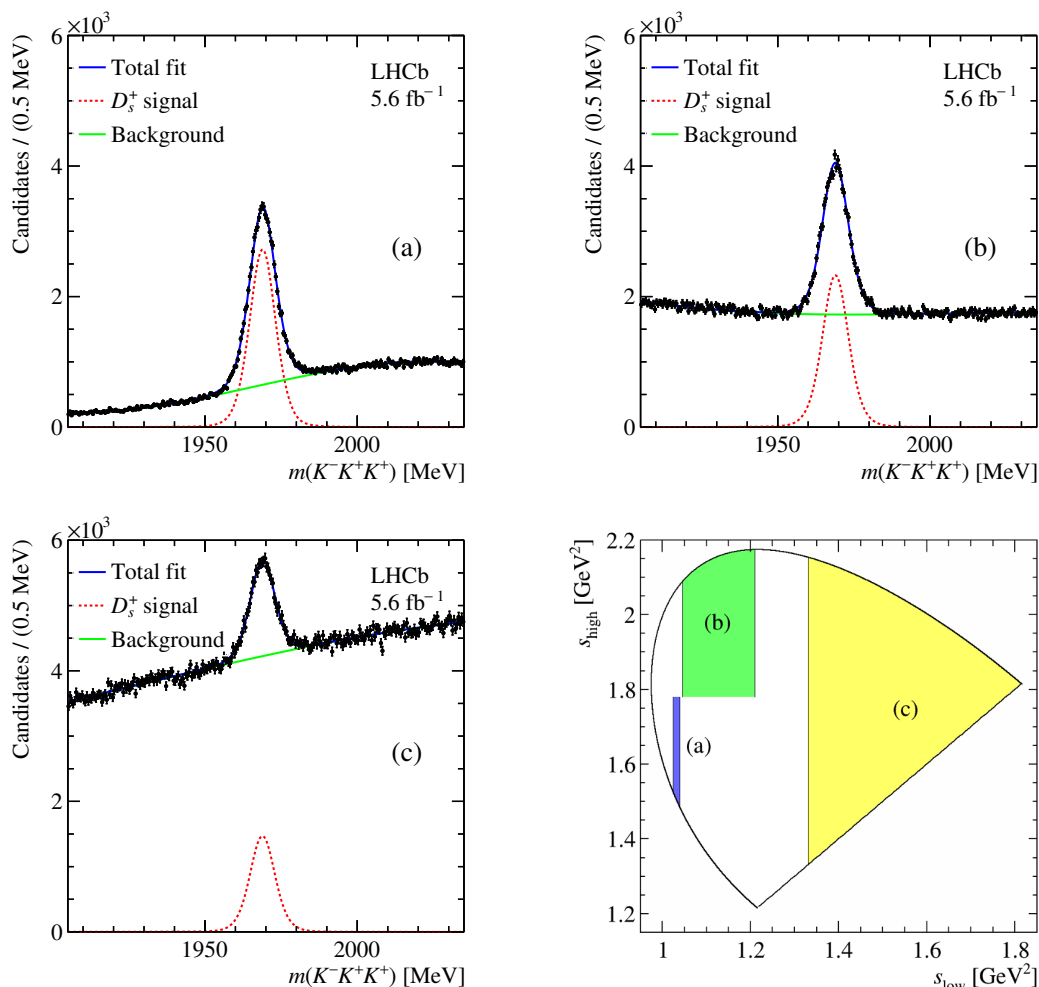 ×10³
6
4
2
0
Candidates / (0.5 MeV)
Total fit
D_s^+ signal
Background
LHCb
5.6 fb⁻¹
(a)
1950 2000
m(K⁻K⁺K⁺) [MeV]
×10³
6
4
2
0
Candidates / (0.5 MeV)
Total fit
D_s^+ signal
Background
LHCb
5.6 fb⁻¹
(b)
1950 2000
m(K⁻K⁺K⁺) [MeV]
×10³
6
4
2
0
Candidates / (0.5 MeV)
Total fit
D_s^+ signal
Background
LHCb
5.6 fb⁻¹
(c)
1950 2000
m(K⁻K⁺K⁺) [MeV]
2.2
2
1.8
1.6
1.4
1.2
s_high [GeV²]
(b)
(a)
(c)
1 1.2 1.4 1.6 1.8
s_low [GeV²]